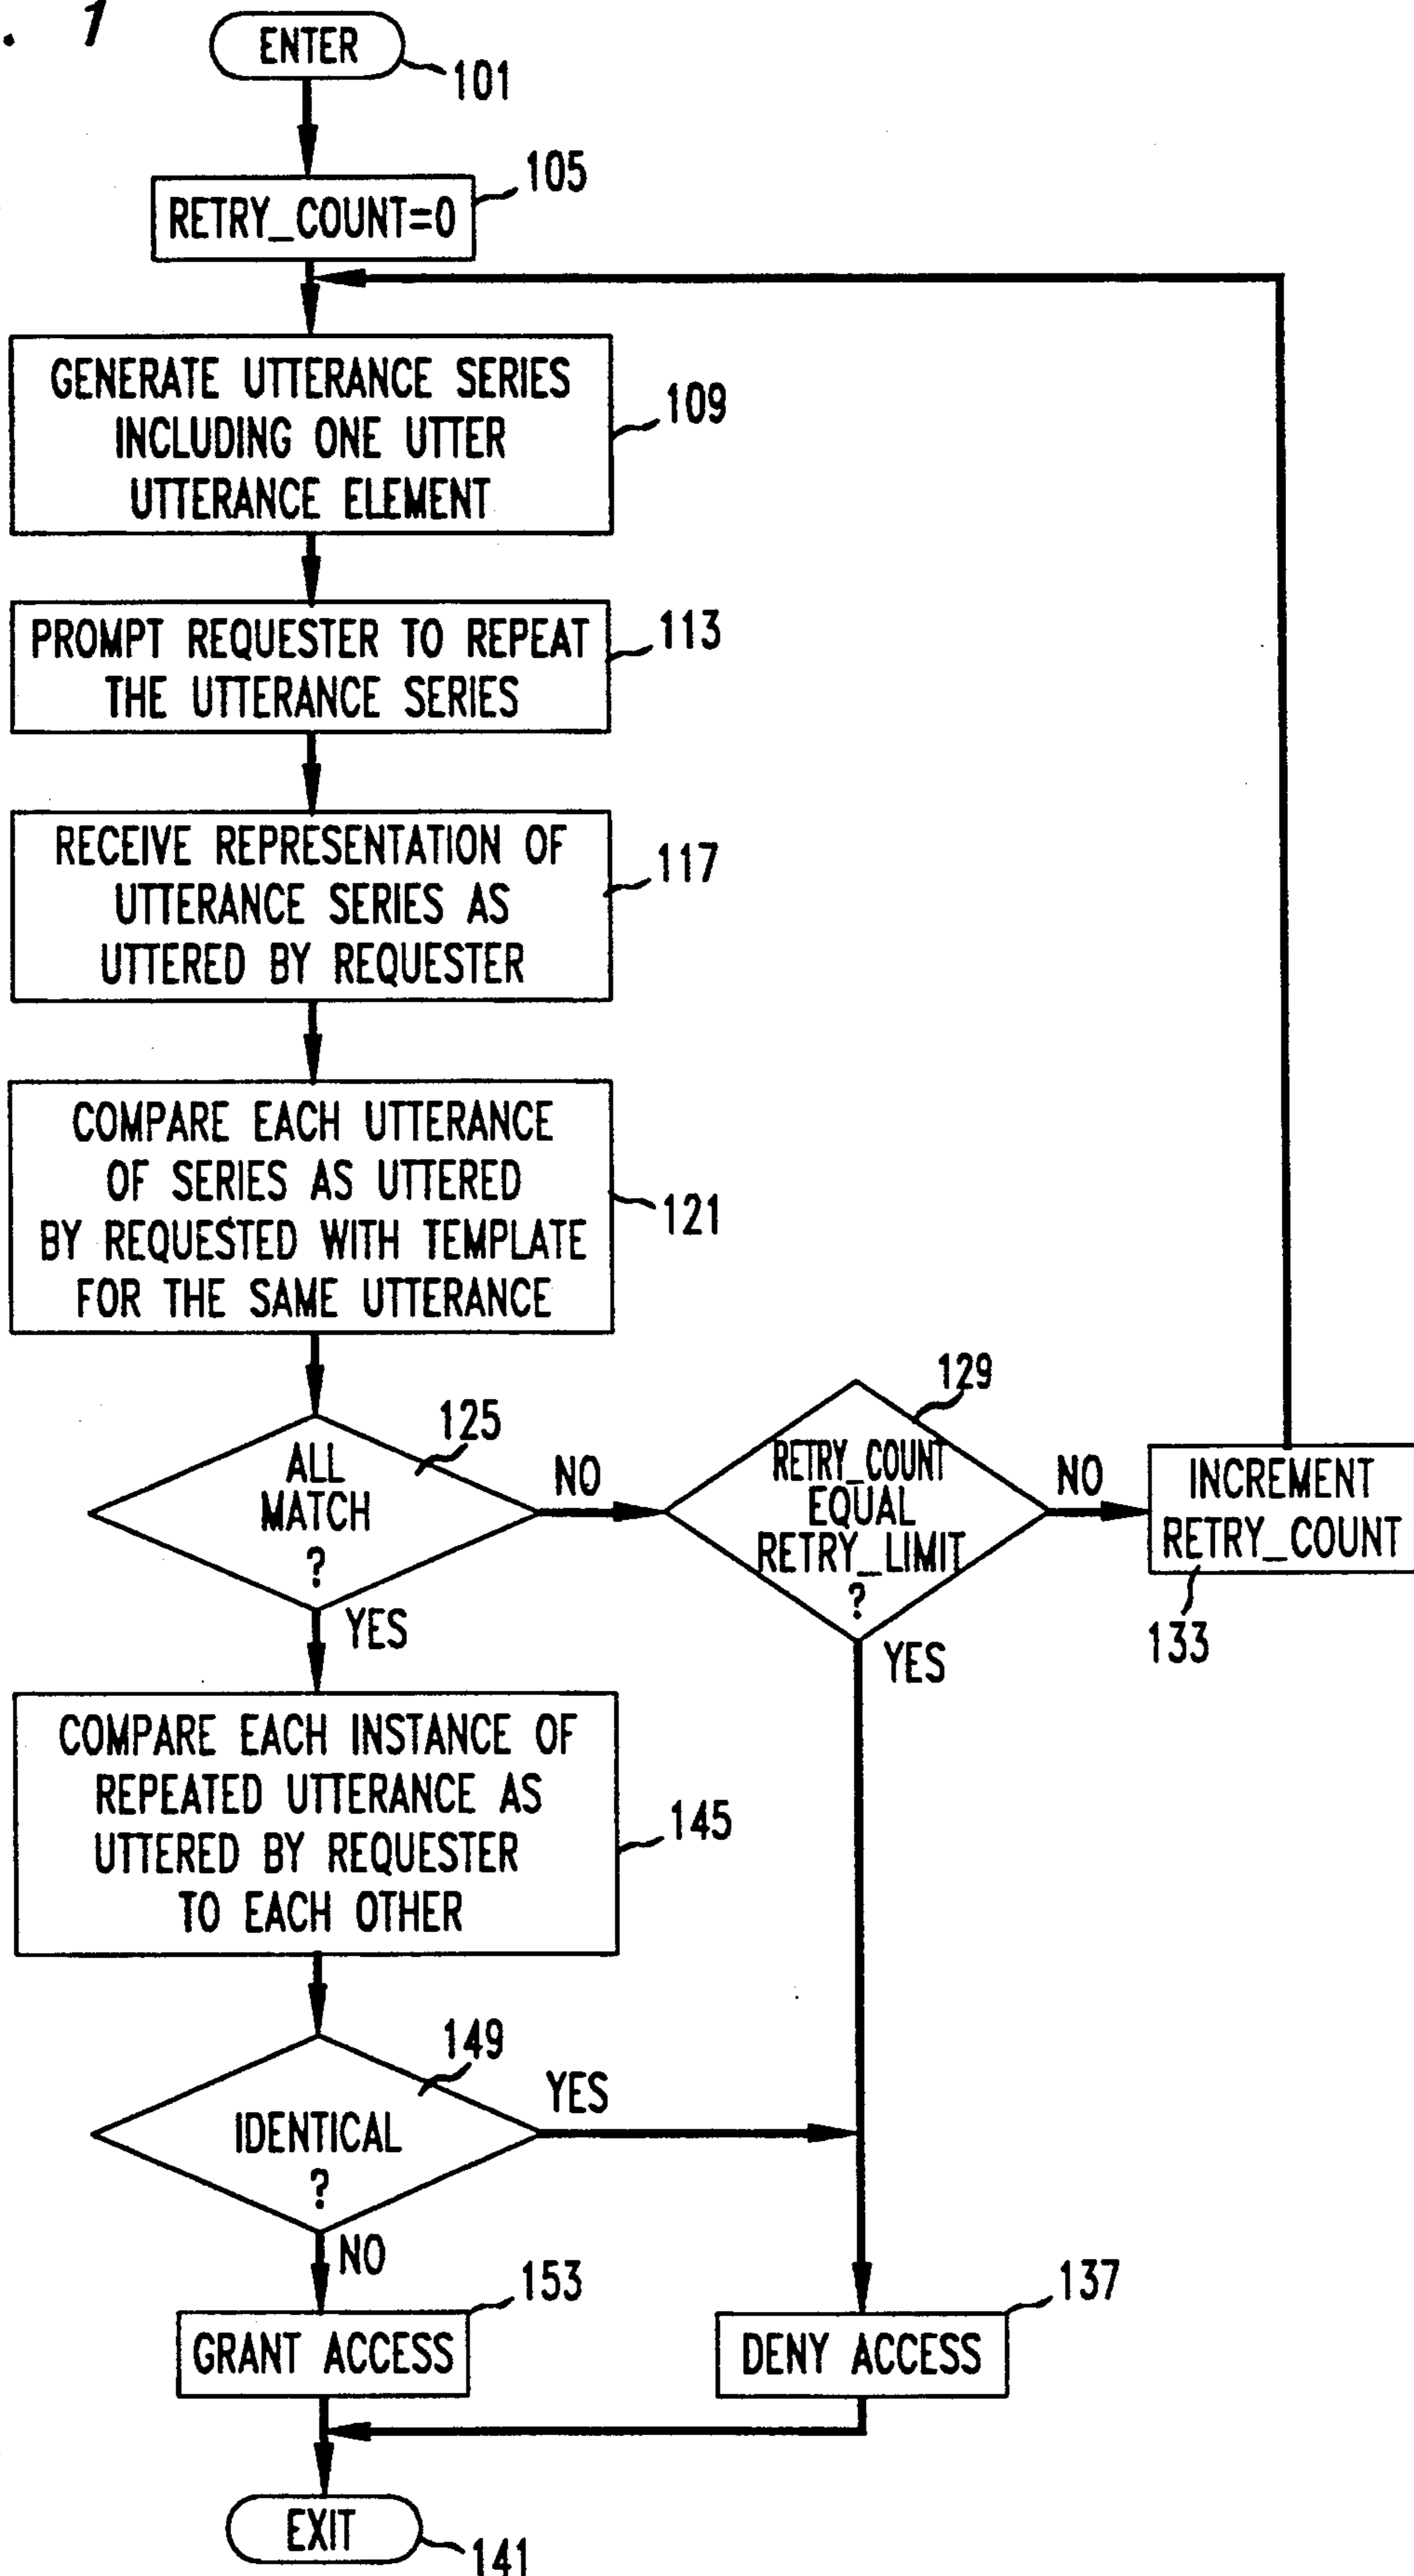 . 1
ENTER
101
RETRY_COUNT=0
105
GENERATE UTTERANCE SERIES
INCLUDING ONE UTTER
UTTERANCE ELEMENT
109
PROMPT REQUESTER TO REPEAT
THE UTTERANCE SERIES
113
RECEIVE REPRESENTATION OF
UTTERANCE SERIES AS
UTTERED BY REQUESTER
117
COMPARE EACH UTTERANCE
OF SERIES AS UTTERED
BY REQUESTED WITH TEMPLATE
FOR THE SAME UTTERANCE
121
ALL
MATCH
?
125
NO
YES
RETRY_COUNT
EQUAL
RETRY_LIMIT
?
129
NO
YES
INCREMENT
RETRY_COUNT
133
COMPARE EACH INSTANCE OF
REPEATED UTTERANCE AS
UTTERED BY REQUESTER
TO EACH OTHER
145
IDENTICAL
?
149
YES
NO
GRANT ACCESS
153
DENY ACCESS
137
EXIT
141